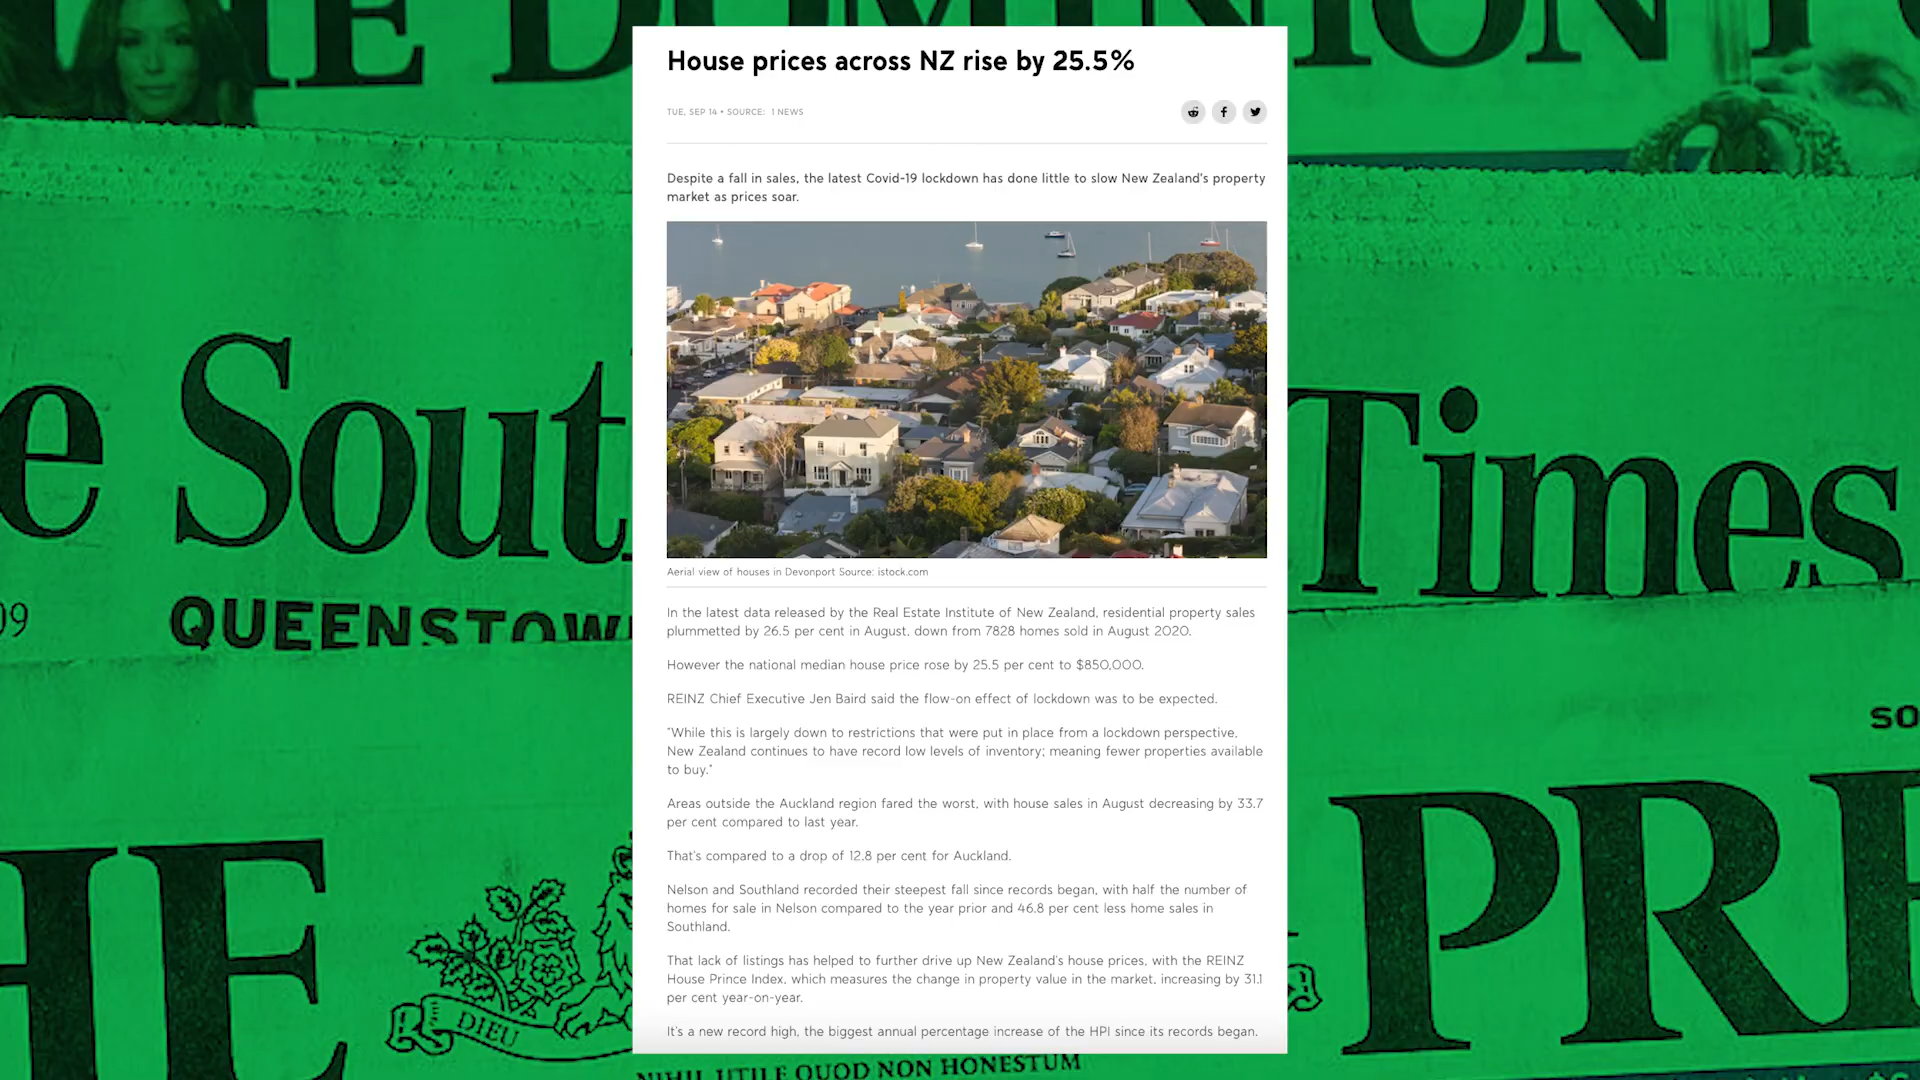 THE DOMINION PO
House prices across NZ rise by 25.5%
TUE, SEP 14 • SOURCE: 1 NEWS
Despite a fall in sales, the latest Covid-19 lockdown has done little to slow New Zealand's property
market as prices soar.
e Sout
Times
Aerial view of houses in Devonport Source: istock.com
09
QUEENSTOW
In the latest data released by the Real Estate Institute of New Zealand, residential property sales
plummetted by 26.5 per cent in August, down from 7828 homes sold in August 2020.
However the national median house price rose by 25.5 per cent to $850,000.
REINZ Chief Executive Jen Baird said the flow-on effect of lockdown was to be expected.
"While this is largely down to restrictions that were put in place from a lockdown perspective,
New Zealand continues to have record low levels of inventory; meaning fewer properties available
to buy."
SO
Areas outside the Auckland region fared the worst, with house sales in August decreasing by 33.7
per cent compared to last year.
That's compared to a drop of 12.8 per cent for Auckland.
Nelson and Southland recorded their steepest fall since records began, with half the number of
homes for sale in Nelson compared to the year prior and 46.8 per cent less home sales in
Southland.
That lack of listings has helped to further drive up New Zealand's house prices, with the REINZ
House Prince Index, which measures the change in property value in the market, increasing by 31.1
per cent year-on-year.
It's a new record high, the biggest annual percentage increase of the HPI since its records began.
HE
PRE
DIEU
NIHIL UTILE QUOD NON HONESTUM